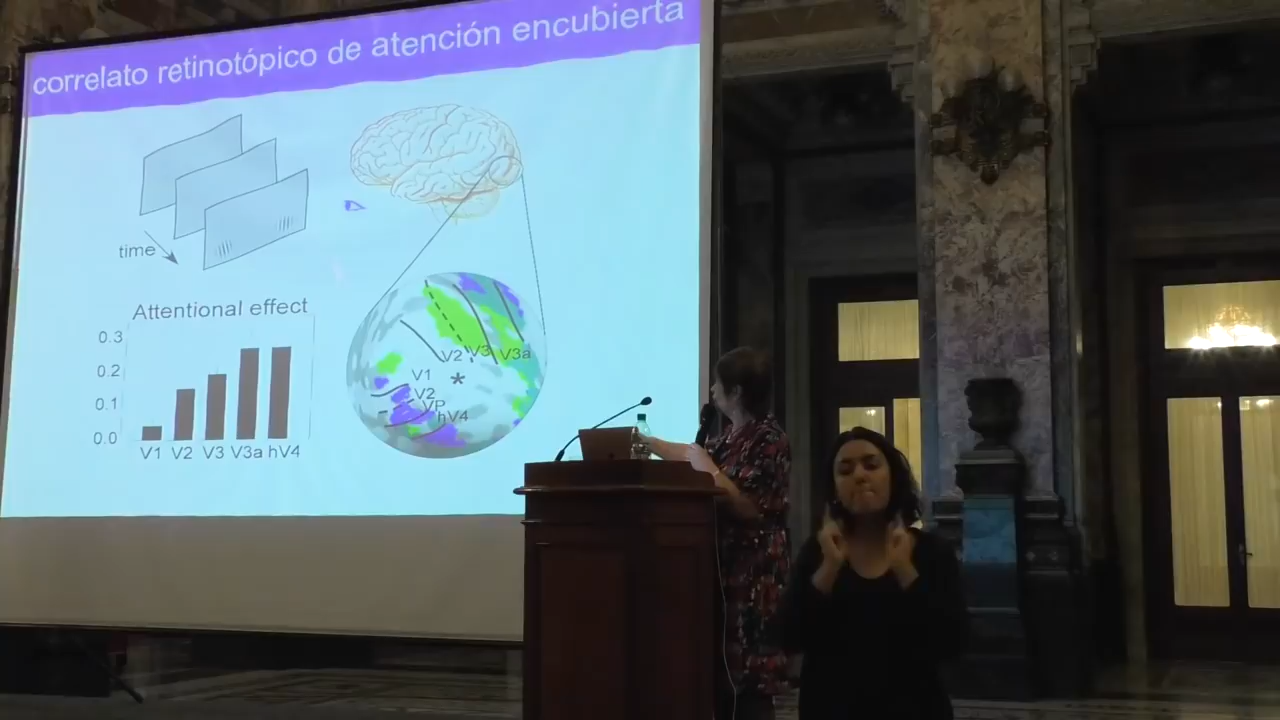 correlato retinotópico de atención encubierta
time
Attentional effect
0.3
0.2
0.1
0.0
V1 V2 V3 V3a hV4
V2 V3 V3a
V1
*
V2
VP
hV4